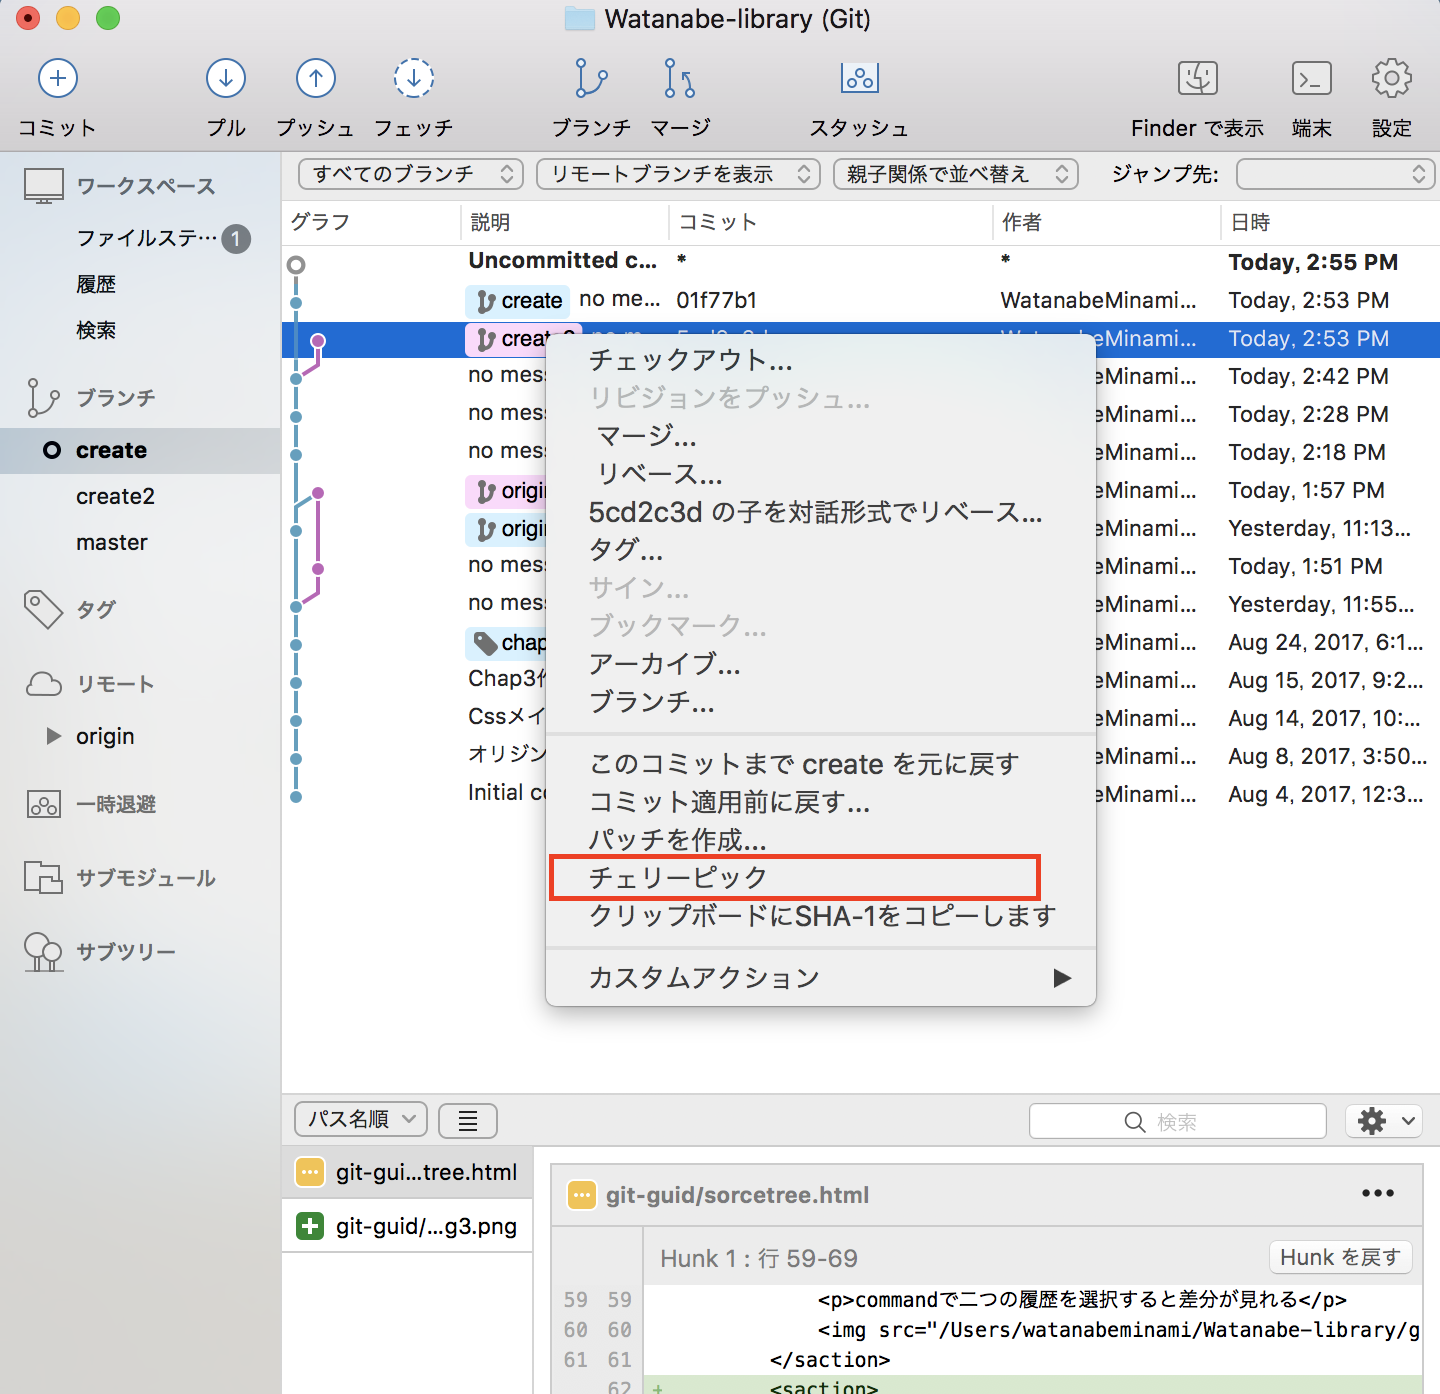 Watanabe-library (Git)
コミット プル プッシュ フェッチ ブランチ マージ スタッシュ Finder で表示 端末 設定
ワークスペース
ファイルステ… 1
履歴
検索
ブランチ
create
create2
master
タグ
リモート
origin
一時退避
サブモジュール
サブツリー
すべてのブランチ リモートブランチを表示 親子関係で並べ替え ジャンプ先:
グラフ 説明 コミット 作者 日時
Uncommitted c... * * Today, 2:55 PM
create no me... 01f77b1 WatanabeMinami... Today, 2:53 PM
Today, 2:53 PM
no mess eMinami... Today, 2:42 PM
no mess eMinami... Today, 2:28 PM
no mess eMinami... Today, 2:18 PM
origin eMinami... Today, 1:57 PM
origin eMinami... Yesterday, 11:13...
no mess eMinami... Today, 1:51 PM
no mess eMinami... Yesterday, 11:55...
chap eMinami... Aug 24, 2017, 6:1...
Chap3 eMinami... Aug 15, 2017, 9:2...
Cssメイ eMinami... Aug 14, 2017, 10:...
オリジン eMinami... Aug 8, 2017, 3:50...
Initial co eMinami... Aug 4, 2017, 12:3...
チェックアウト...
リビジョンをプッシュ...
マージ...
リベース...
5cd2c3d の子を対話形式でリベース...
タグ...
サイン...
ブックマーク...
アーカイブ...
ブランチ...
このコミットまで create を元に戻す
コミット適用前に戻す...
パッチを作成...
チェリーピック
クリップボードにSHA-1をコピーします
カスタムアクション
パス名順 検索
git-gui...tree.html
git-guid/...g3.png
git-guid/sorcetree.html
Hunk 1 : 行 59-69 Hunk を戻す
59 59 <p>commandで二つの履歴を選択すると差分が見れる</p>
60 60 <img src="/Users/watanabeminami/Watanabe-library/g
61 61 </saction>
62 + <saction>